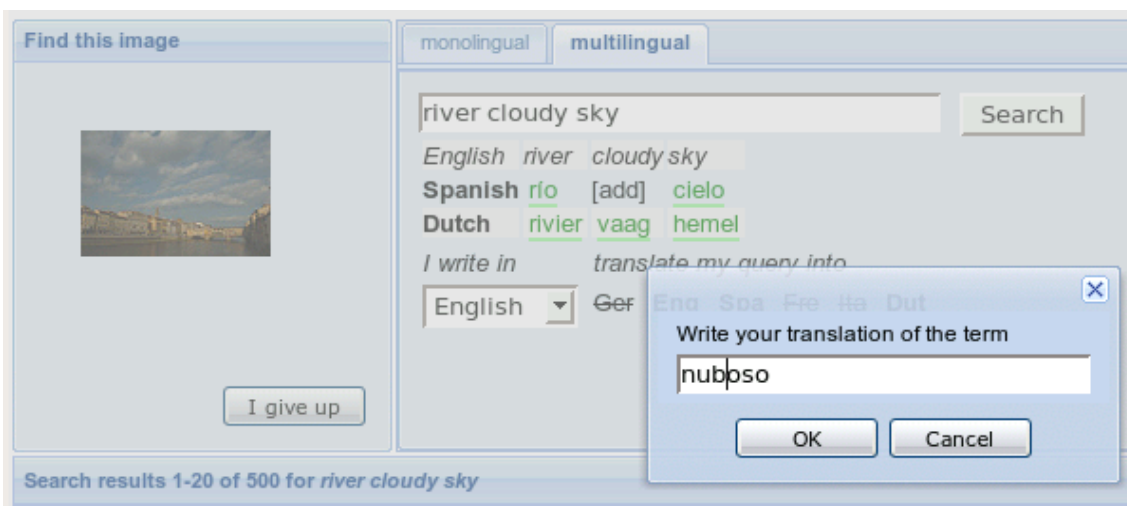 Find this image
monolingual multilingual
river cloudy sky Search
English river cloudy sky
Spanish río [add] cielo
Dutch rivier vaag hemel
I write in translate my query into
English Ger Eng Spa Fre Ita Dut
Write your translation of the term
nuboso
OK Cancel
I give up
Search results 1-20 of 500 for river cloudy sky